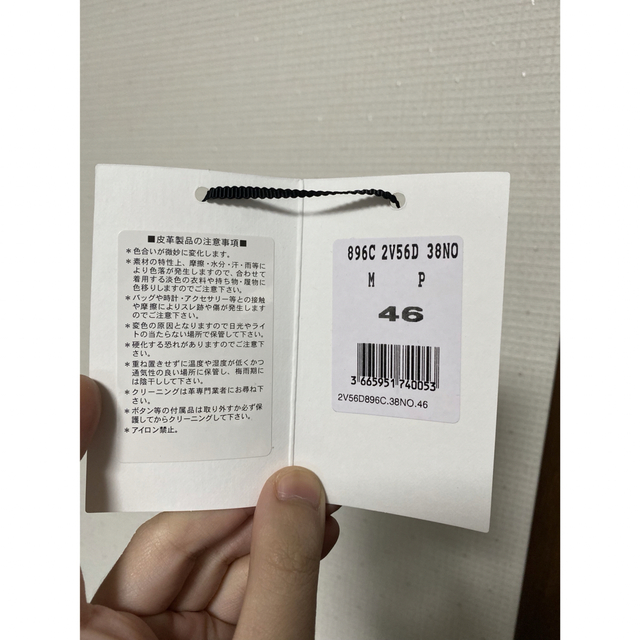 ■皮革製品の注意事項■
＊色合いが微妙に変化します。
＊素材の特性上、摩擦・水分・汗・雨等に
より色落が発生しますので、合わせて
着用する淡色の衣料や持ち物・履物に
色移りしますのでご注意下さい。
＊バッグや時計・アクセサリー等との接触
や摩擦によりスレ跡や傷が発生します
のでご注意下さい。
＊変色の原因となりますので日光やライ
トの当たらない場所で保管して下さい。
＊硬化する恐れがありますのでご注意下
さい。
＊重ね置きせずに温度や湿度が低くかつ
通気性の良い場所に保管し、梅雨期に
は陰干しして下さい。
＊クリーニングは革専門業者にお尋ね下
さい。
＊ボタン等の付属品は取り外すか必ず保
護してからクリーニングして下さい。
＊アイロン禁止。
896C 2V56D 38NO
M P
46
3 665951 740053
2V56D896C.38NO.46